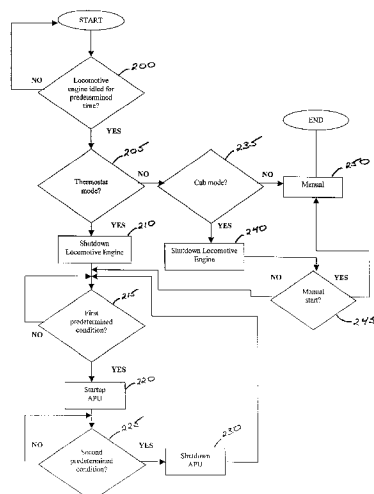 START
200
NO
Locomotive
engine idled for
predetermined
time?
YES
205
235
END
Thermostat
mode?
NO
Cab mode?
NO
250
Manual
YES
210
Shutdown
Locomotive Engine
YES
240
Shutdown Locomotive
Engine
NO
YES
Manual
start?
245
215
First
predetermined
condition?
NO
YES
220
Startup
APU
225
NO
YES
230
Second
predetermined
condition?
Shutdown
APU